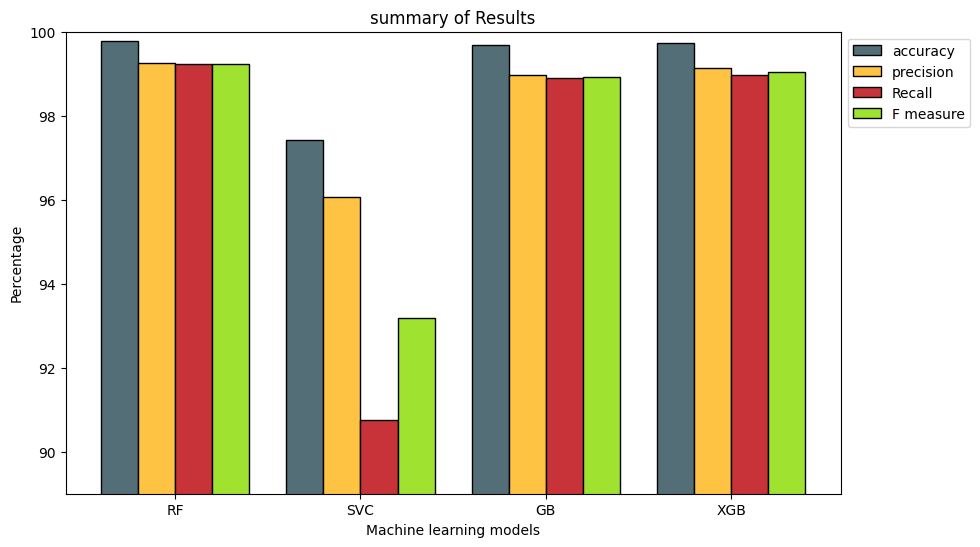 summary of Results
accuracy
precision
Recall
F measure
Percentage
100
98
96
94
92
90
RF SVC GB XGB
Machine learning models